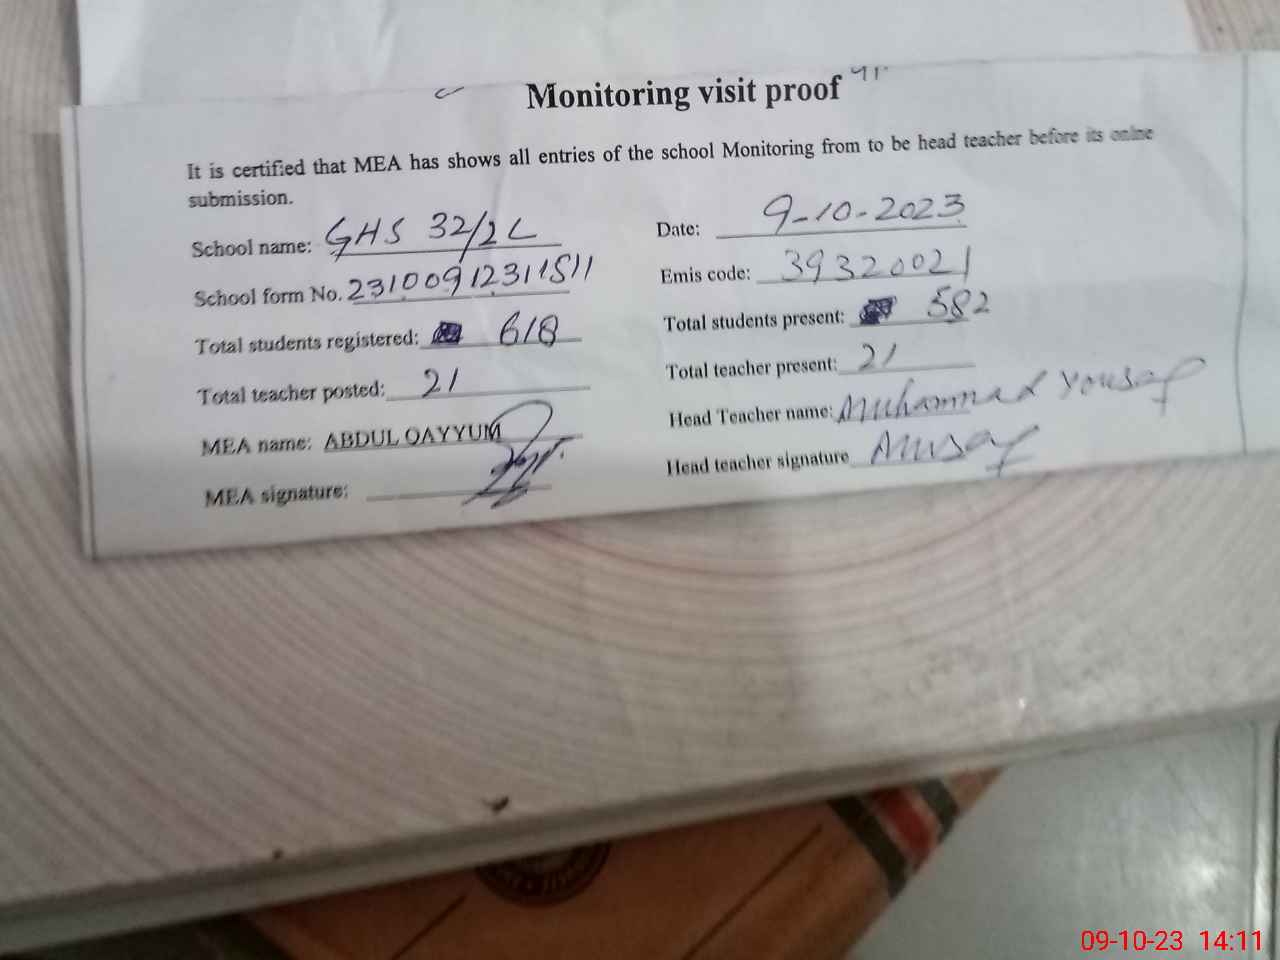 Monitoring visit proof
It is certified that MEA has shows all entries of the school Monitoring from to be head teacher before its online
submission.
School name: GHS 32/2L
Date: 9-10-2023
School form No. 23100912311511
Emis code: 39320021
Total students registered: 618
Total students present: 582
Total teacher posted: 21
Total teacher present: 21
MEA name: ABDUL QAYYUM
Head Teacher name: Muhammad Yousaf
MEA signature:
Head teacher signature
09-10-23 14:11